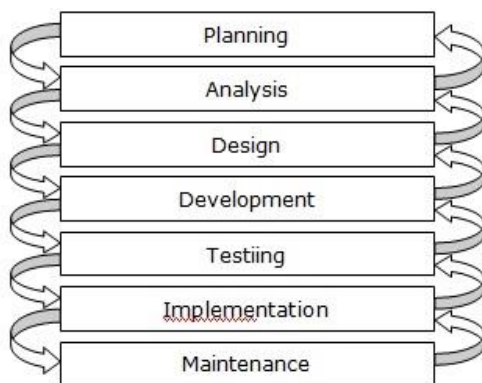 Planning
Analysis
Design
Development
Testiing
Implementation
Maintenance